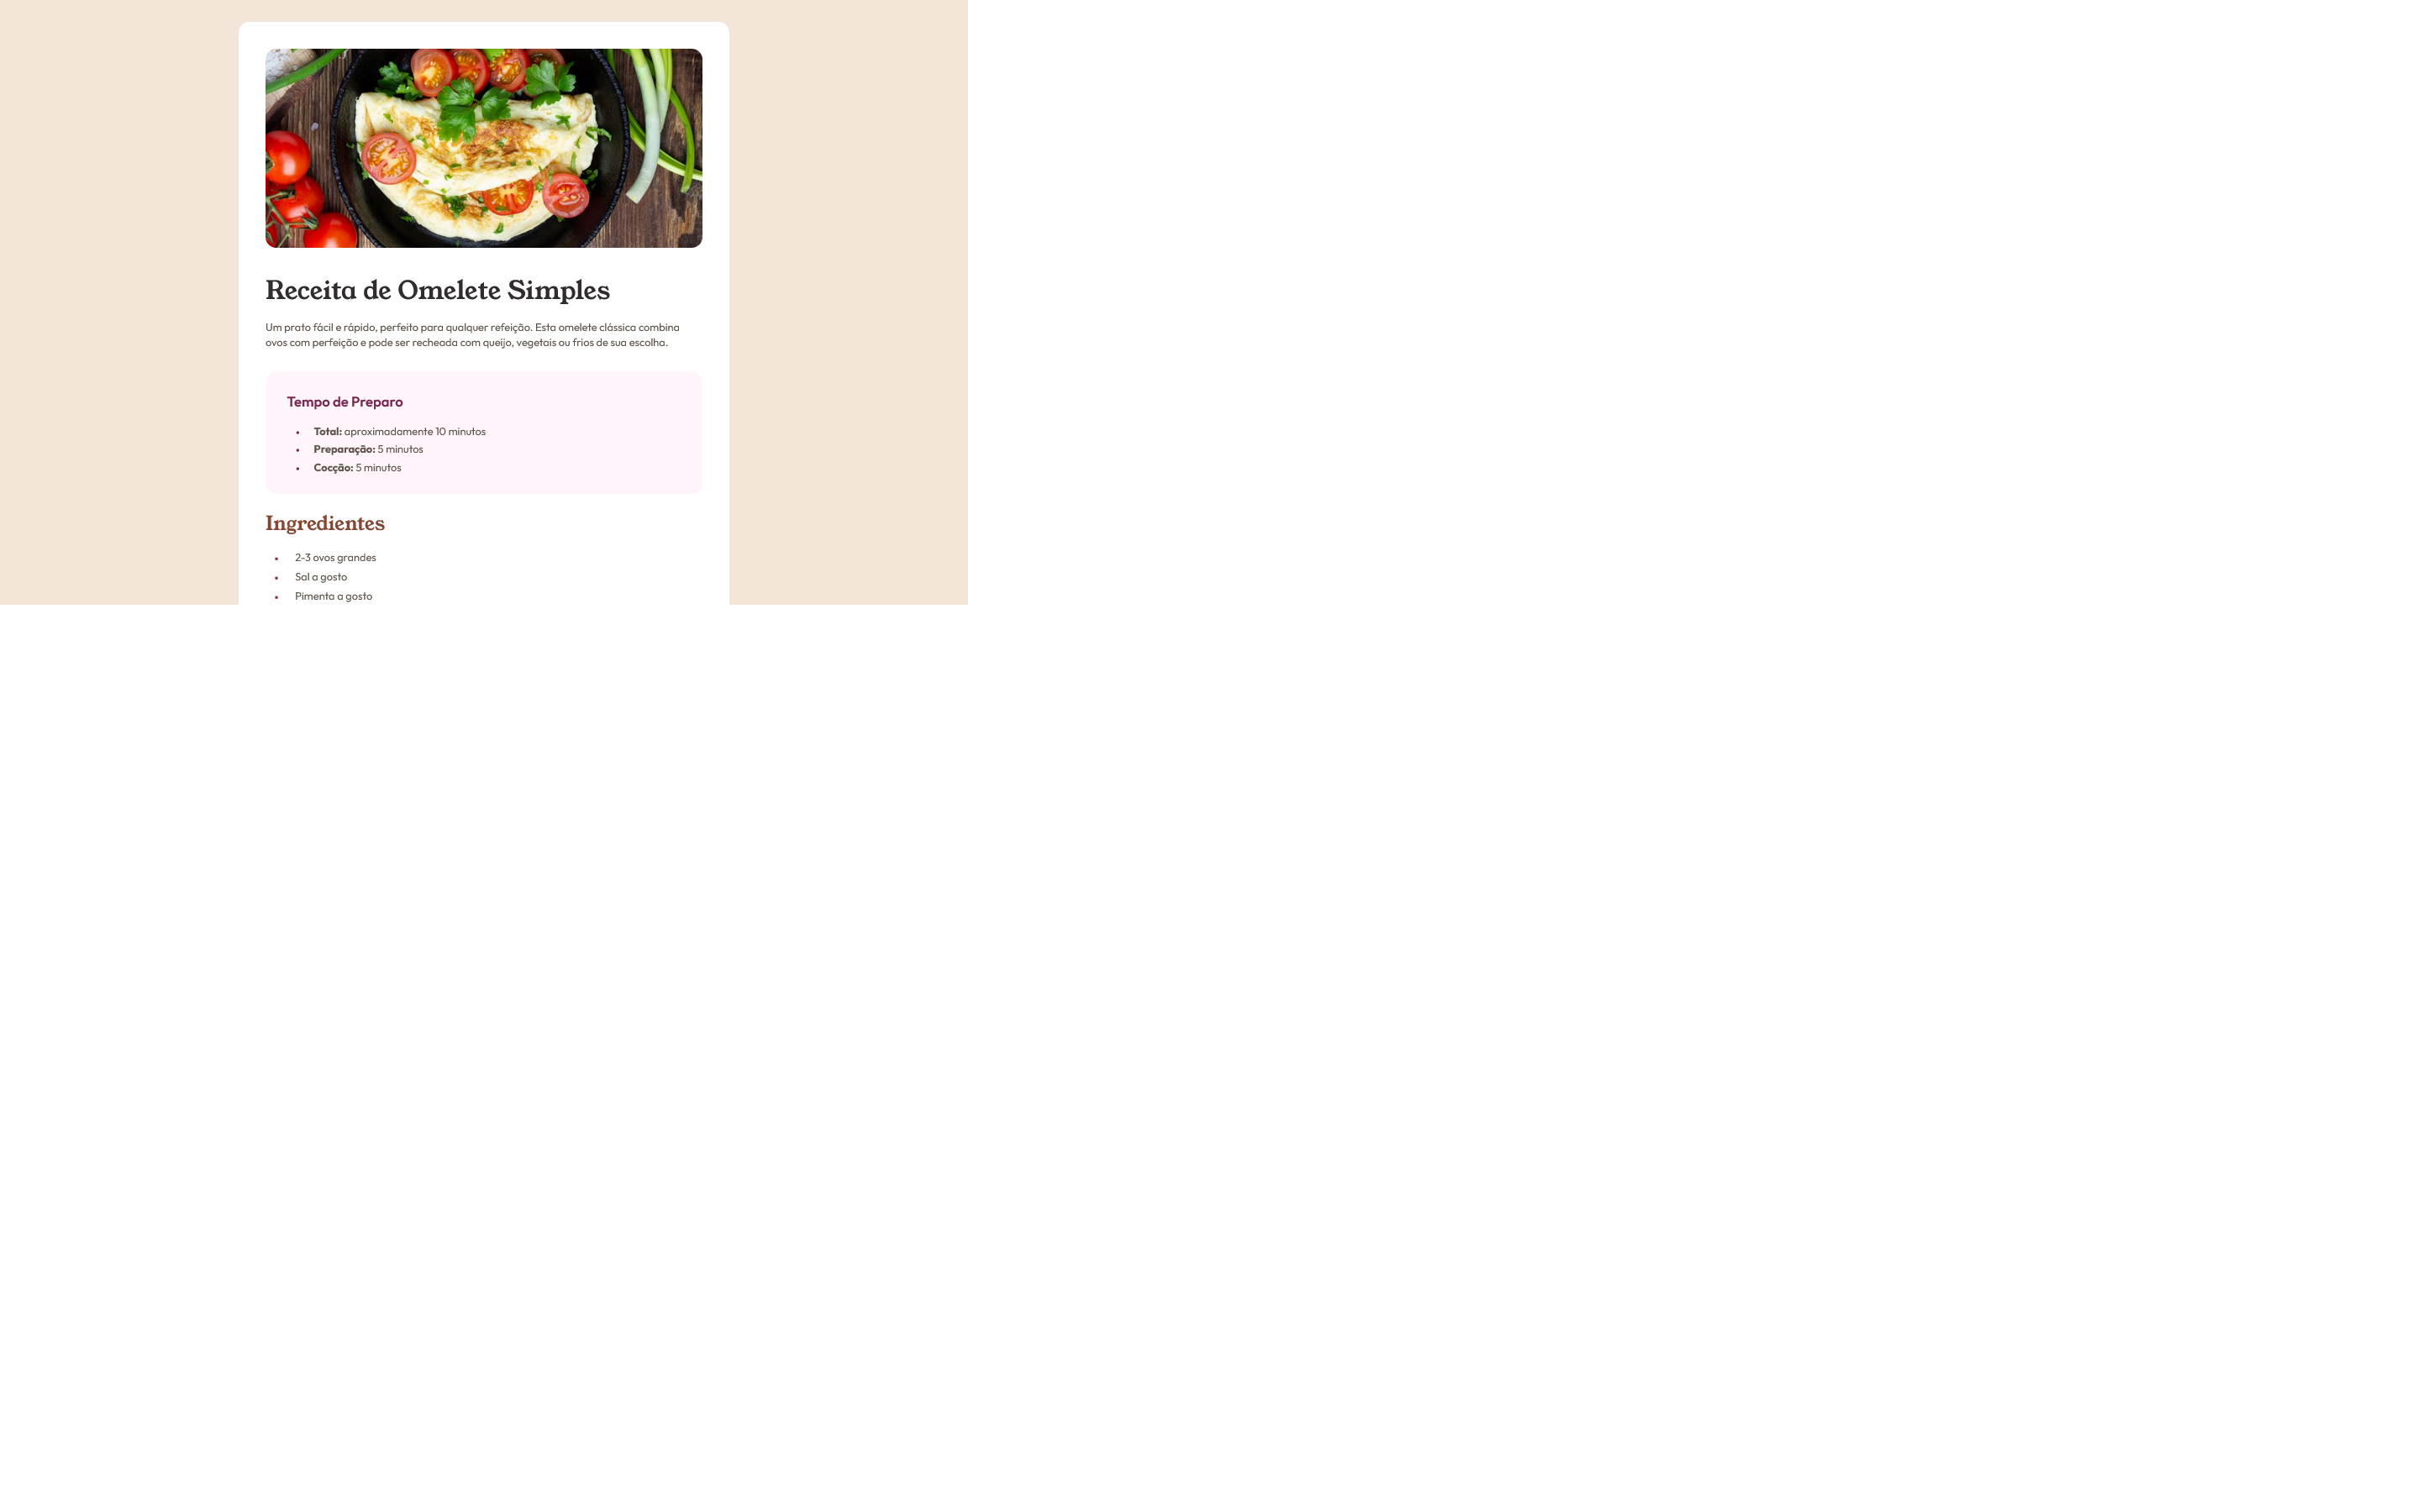 Receita de Omelete Simples
Um prato fácil e rápido, perfeito para qualquer refeição. Esta omelete clássica combina
ovos com perfeição e pode ser recheada com queijo, vegetais ou frios de sua escolha.
Tempo de Preparo
• Total: aproximadamente 10 minutos
• Preparação: 5 minutos
• Cocção: 5 minutos
Ingredientes
• 2-3 ovos grandes
• Sal a gosto
• Pimenta a gosto